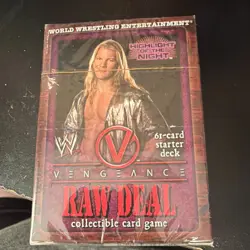 WORLD WRESTLING ENTERTAINMENT®
HIGHLIGHT OF THE
NIGHT
W
61-card
starter
deck
V
VENGEANCE
RAW DEAL
collectible card game